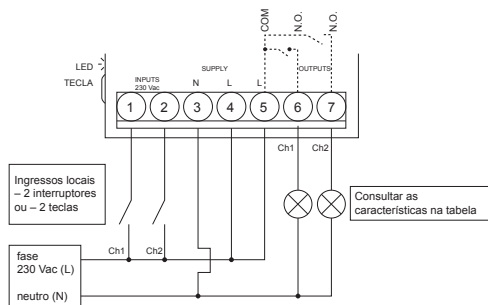 COM
N.O.
N.O.
LED
TECLA
SUPPLY
INPUTS
230 Vac
N
L
L
OUTPUTS
1
2
3
4
5
6
7
Ch1
Ch2
Ingressos locais
– 2 interruptores
ou – 2 teclas
Consultar as
características na tabela
Ch1
Ch2
fase
230 Vac (L)
neutro (N)